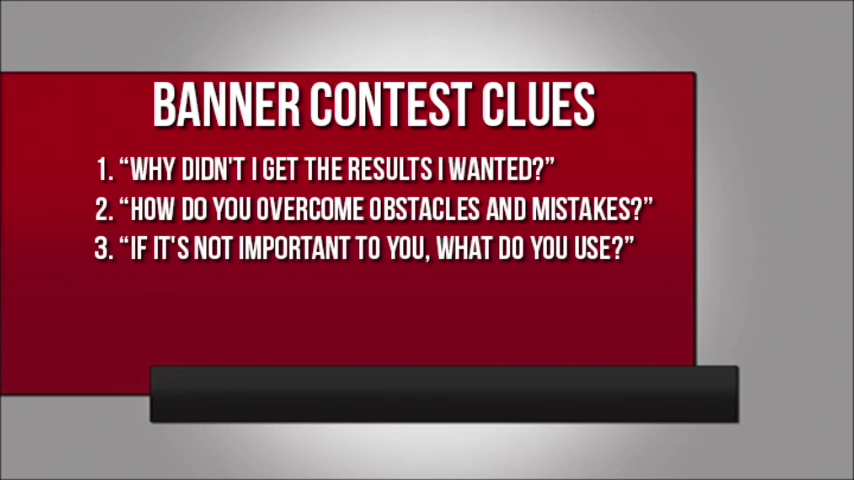 BANNER CONTEST CLUES
1. “WHY DIDN'T I GET THE RESULTS I WANTED?”
2. “HOW DO YOU OVERCOME OBSTACLES AND MISTAKES?”
3. “IF IT'S NOT IMPORTANT TO YOU, WHAT DO YOU USE?”